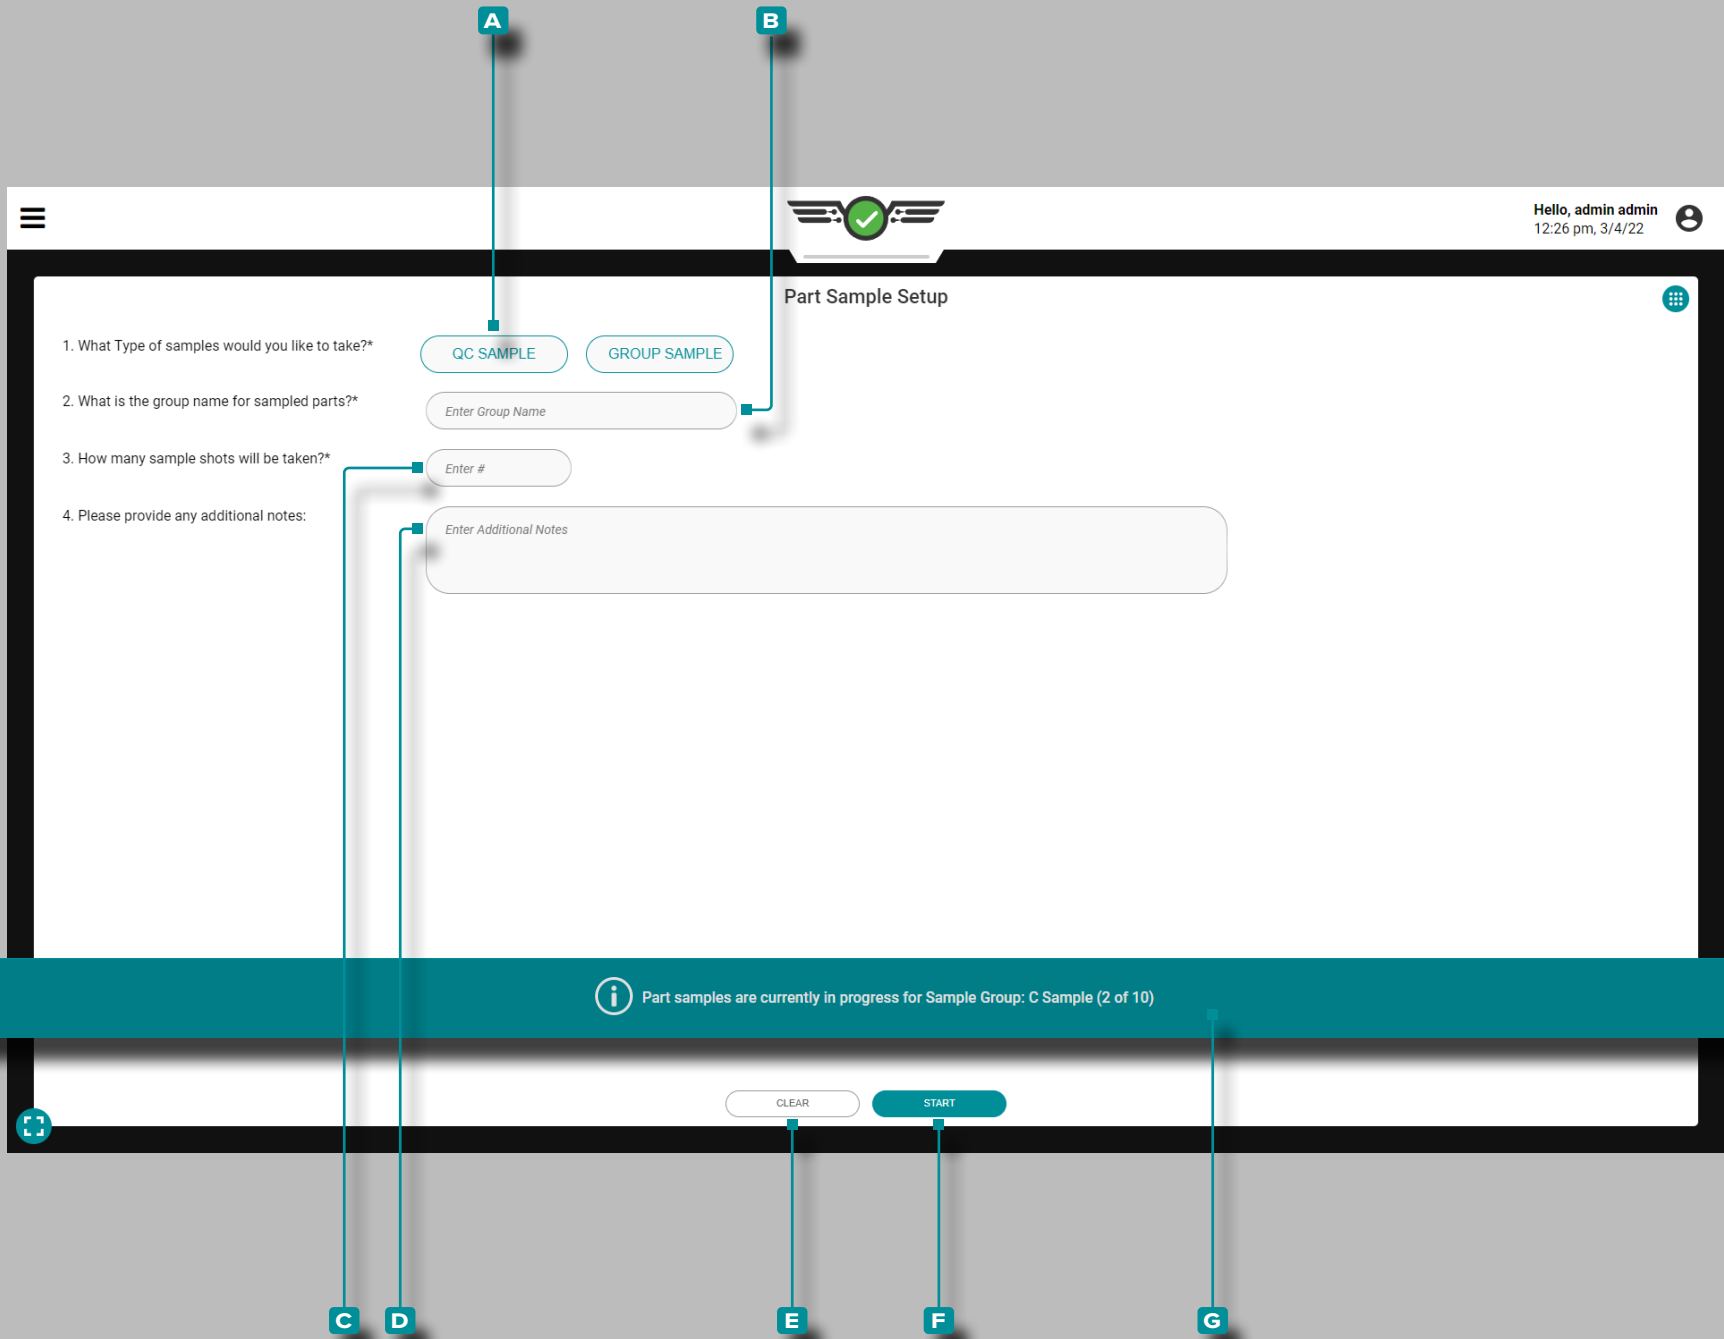 A
B
Hello, admin admin
12:26 pm, 3/4/22
Part Sample Setup
1. What Type of samples would you like to take?*
QC SAMPLE
GROUP SAMPLE
2. What is the group name for sampled parts?*
Enter Group Name
3. How many sample shots will be taken?*
Enter #
4. Please provide any additional notes:
Enter Additional Notes
Part samples are currently in progress for Sample Group: C Sample (2 of 10)
CLEAR
START
C
D
E
F
G